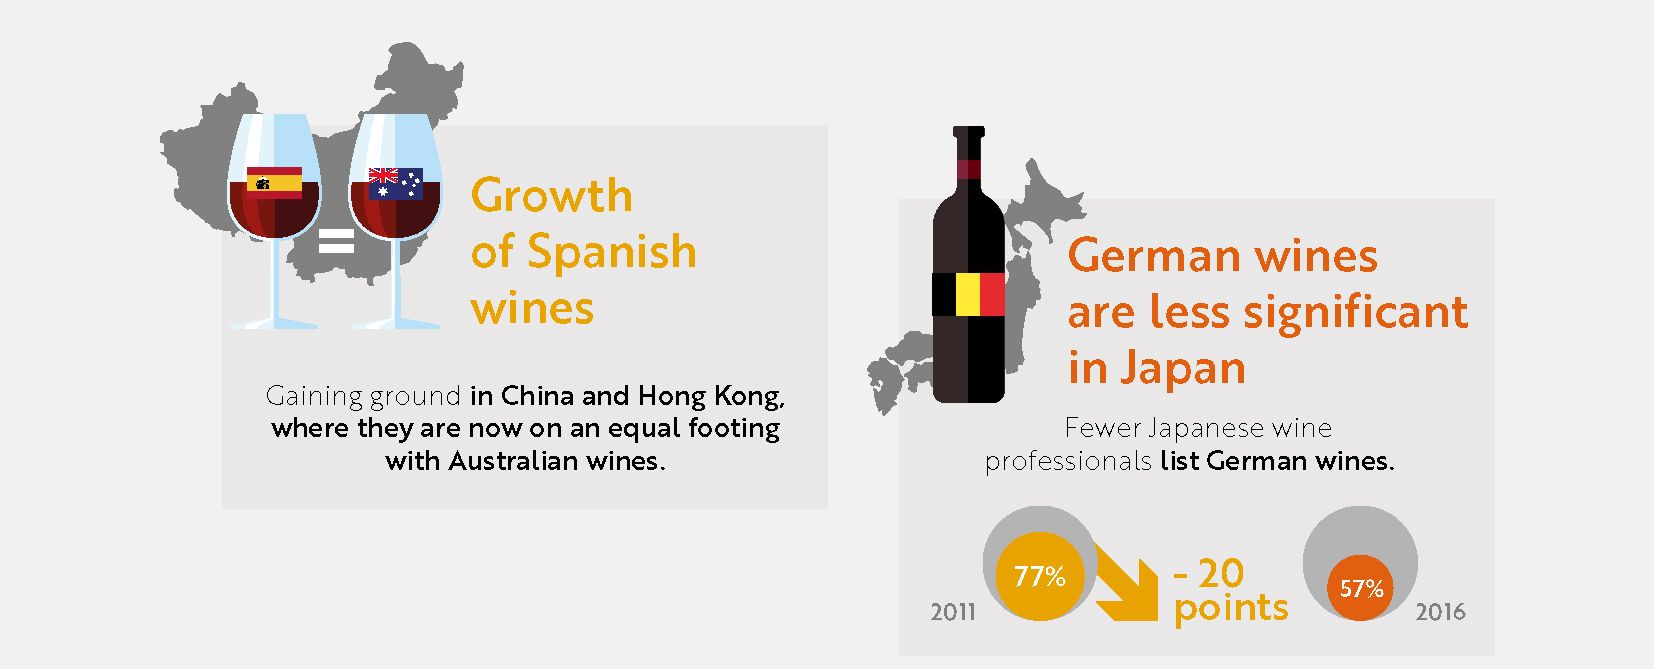 Growth
of Spanish
wines
Gaining ground in China and Hong Kong,
where they are now on an equal footing
with Australian wines.
German wines
are less significant
in Japan
Fewer Japanese wine
professionals list German wines.
77%
2011
- 20
points
57%
2016